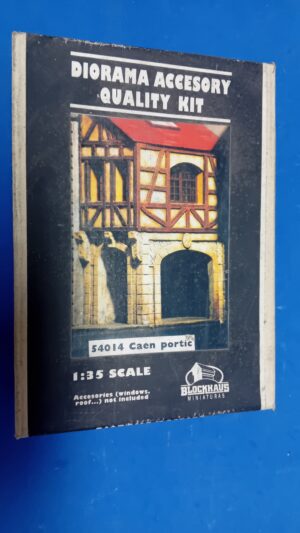 DIORAMA ACCESORY
QUALITY KIT
54014 Caen portic
1:35 SCALE
Accesories (windows,
roof...) not included
BLOCKHAUS
MINIATURAS